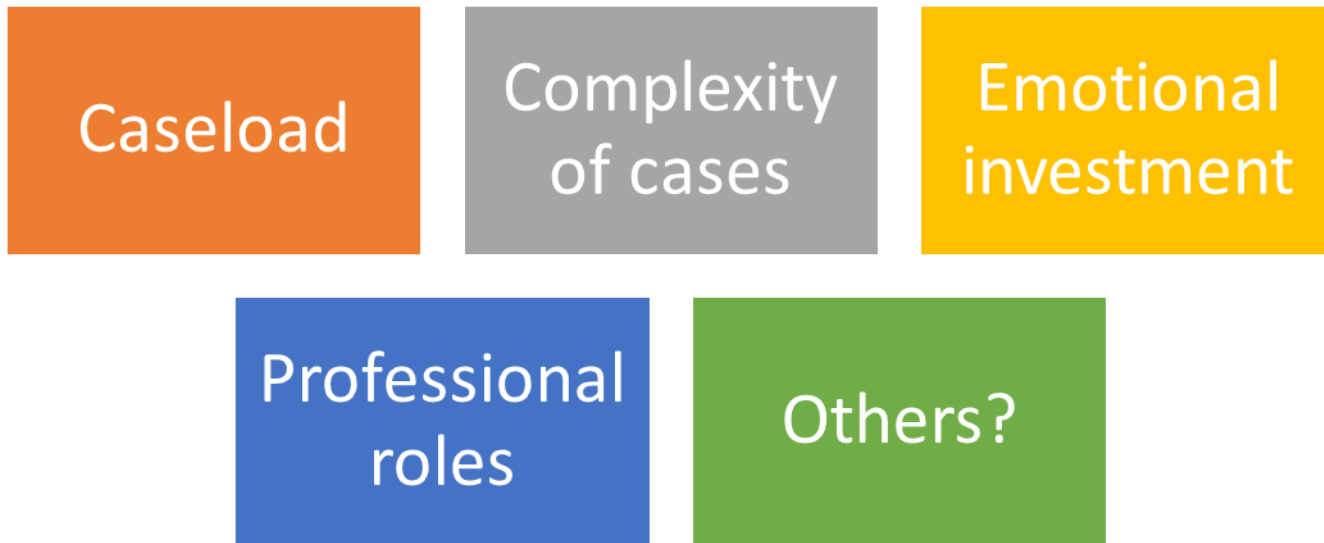 Caseload
Complexity
of cases
Emotional
investment
Professional
roles
Others?